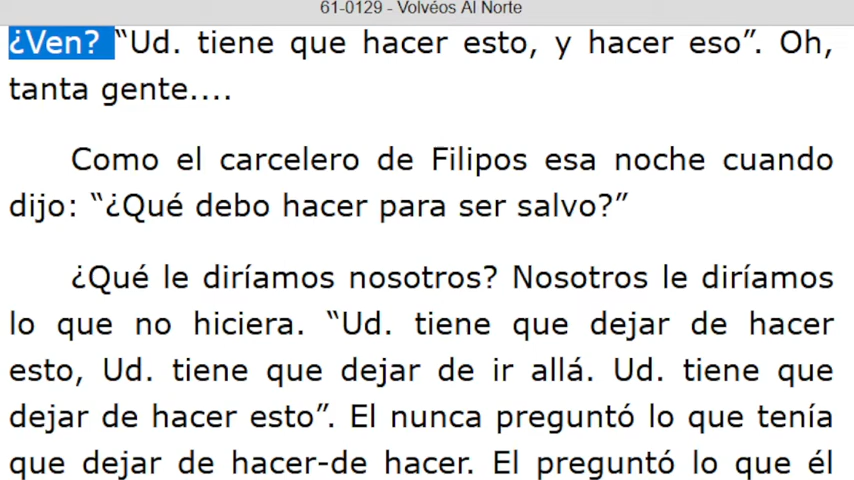 61-0129 - Volvéos Al Norte
¿Ven? “Ud. tiene que hacer esto, y hacer eso”. Oh,
tanta gente....
Como el carcelero de Filipos esa noche cuando
dijo: “¿Qué debo hacer para ser salvo?”
¿Qué le diríamos nosotros? Nosotros le diríamos
lo que no hiciera. “Ud. tiene que dejar de hacer
esto, Ud. tiene que dejar de ir allá. Ud. tiene que
dejar de hacer esto”. El nunca preguntó lo que tenía
que dejar de hacer-de hacer. El preguntó lo que él